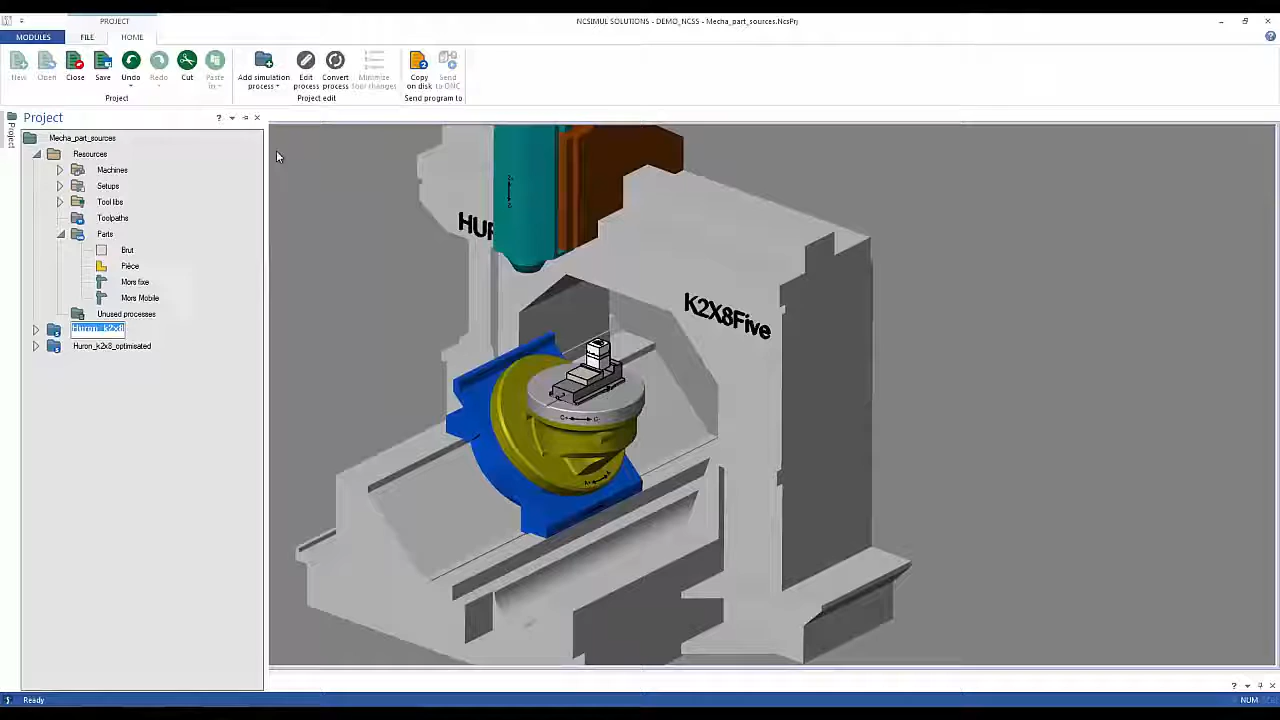 PROJECT
NCSIMUL SOLUTIONS - DEMO_NCSS - Mecha_part_sources.NcsPrj
MODULES
FILE
HOME
New
Open
Close
Save
Undo
Redo
Cut
Paste
Add simulation
process
Edit
process
Convert
process
Minimize
tour changes
Copy
on disk
Send
to DNC
Project
Project edit
Send program to
Project
Project
Mecha_part_sources
Resources
Machines
Setups
Tool libs
Toolpaths
Parts
Brut
Pièce
Mors fixe
Mors Mobile
Unused processes
Huron_k2x8
Huron_k2x8_optimisated
HUR
K2X8Five
C+ C-
Ready
NUM